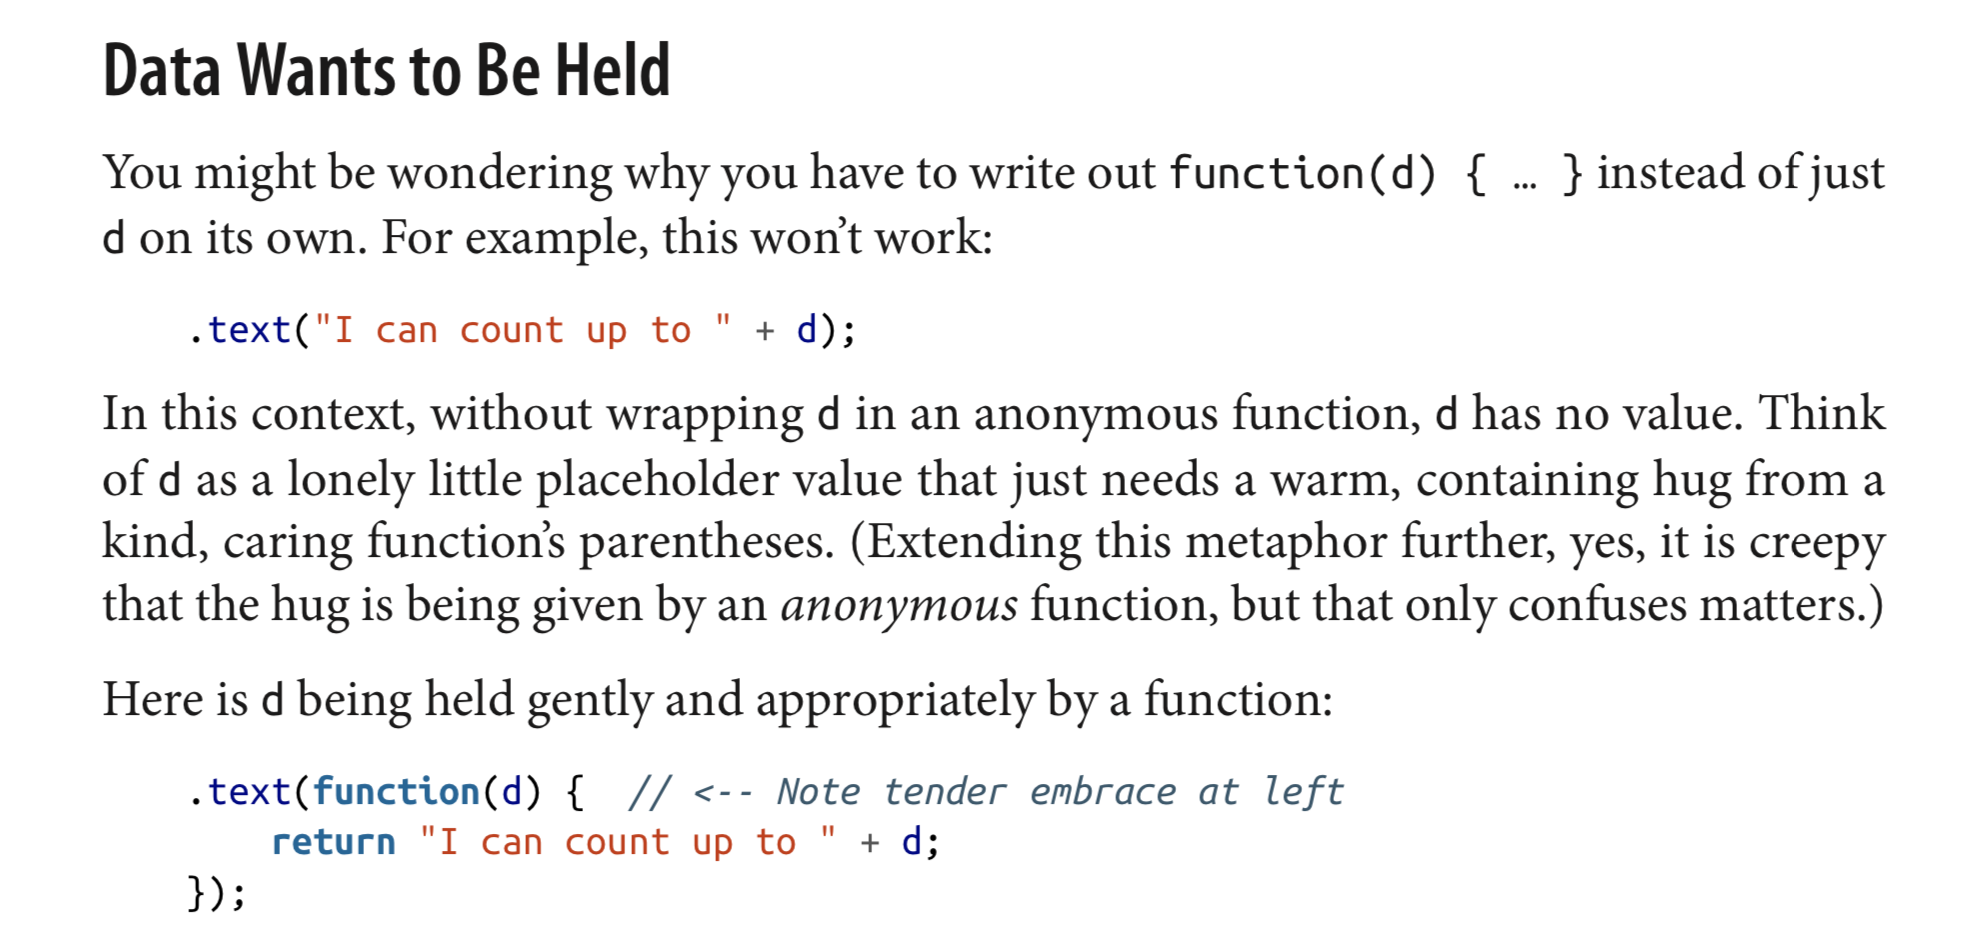 Data Wants to Be Held
You might be wondering why you have to write out function(d) { … } instead of just
d on its own. For example, this won’t work:
.text("I can count up to " + d);
In this context, without wrapping d in an anonymous function, d has no value. Think
of d as a lonely little placeholder value that just needs a warm, containing hug from a
kind, caring function’s parentheses. (Extending this metaphor further, yes, it is creepy
that the hug is being given by an anonymous function, but that only confuses matters.)
Here is d being held gently and appropriately by a function:
.text(function(d) {  // <-- Note tender embrace at left
    return "I can count up to " + d;
});